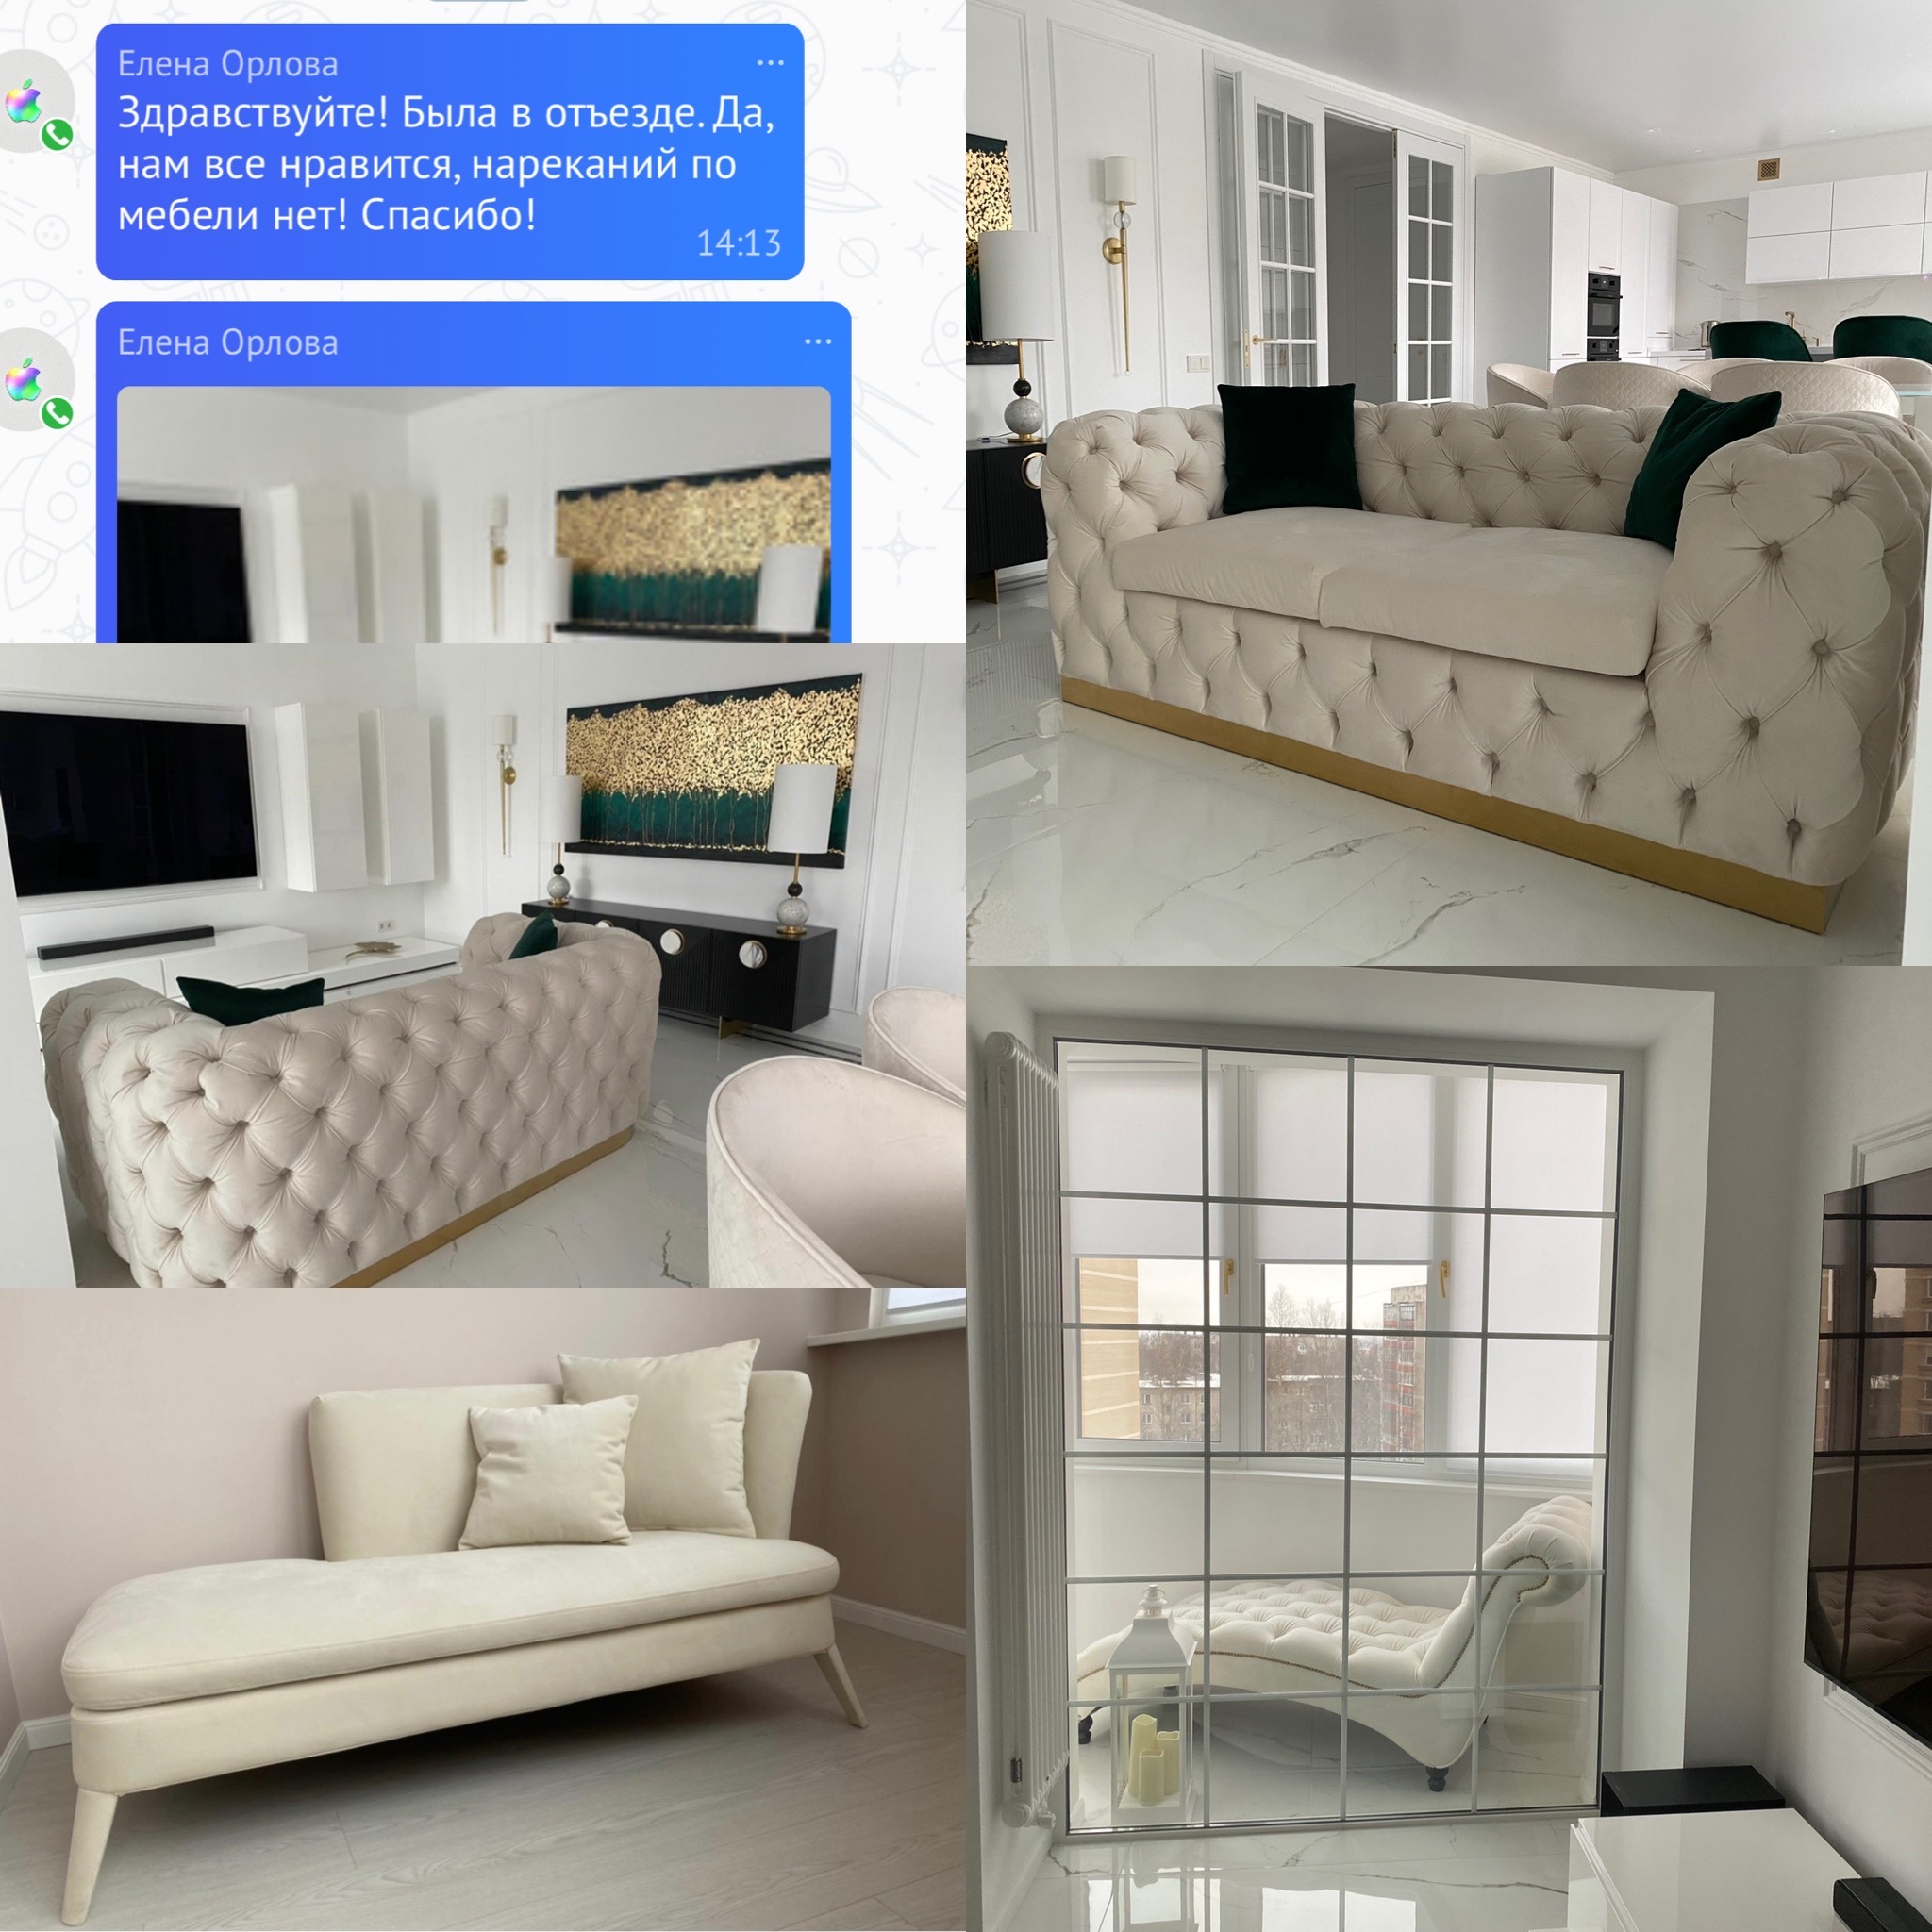 Елена Орлова
Здравствуйте! Была в отъезде. Да,
нам все нравится, нареканий по
мебели нет! Спасибо!
14:13
Елена Орлова